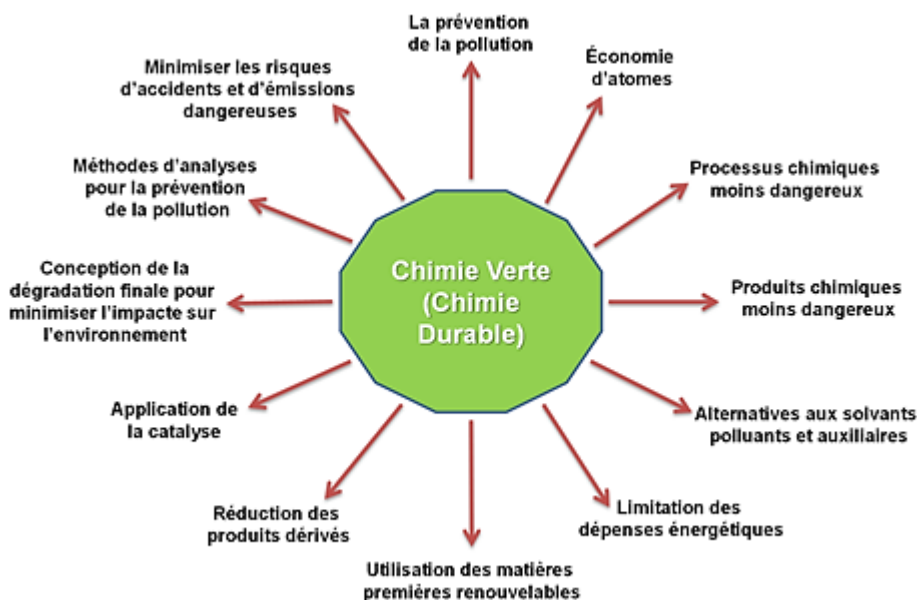 La prévention
de la pollution
Économie
d'atomes
Processus chimiques
moins dangereux
Produits chimiques
moins dangereux
Alternatives aux solvants
polluants et auxiliaires
Limitation des
dépenses énergétiques
Utilisation des matières
premières renouvelables
Réduction des
produits dérivés
Application de
la catalyse
Conception de la
dégradation finale pour
minimiser l'impacte sur
l'environnement
Méthodes d'analyses
pour la prévention
de la pollution
Minimiser les risques
d'accidents et d'émissions
dangereuses
Chimie Verte
(Chimie
Durable)